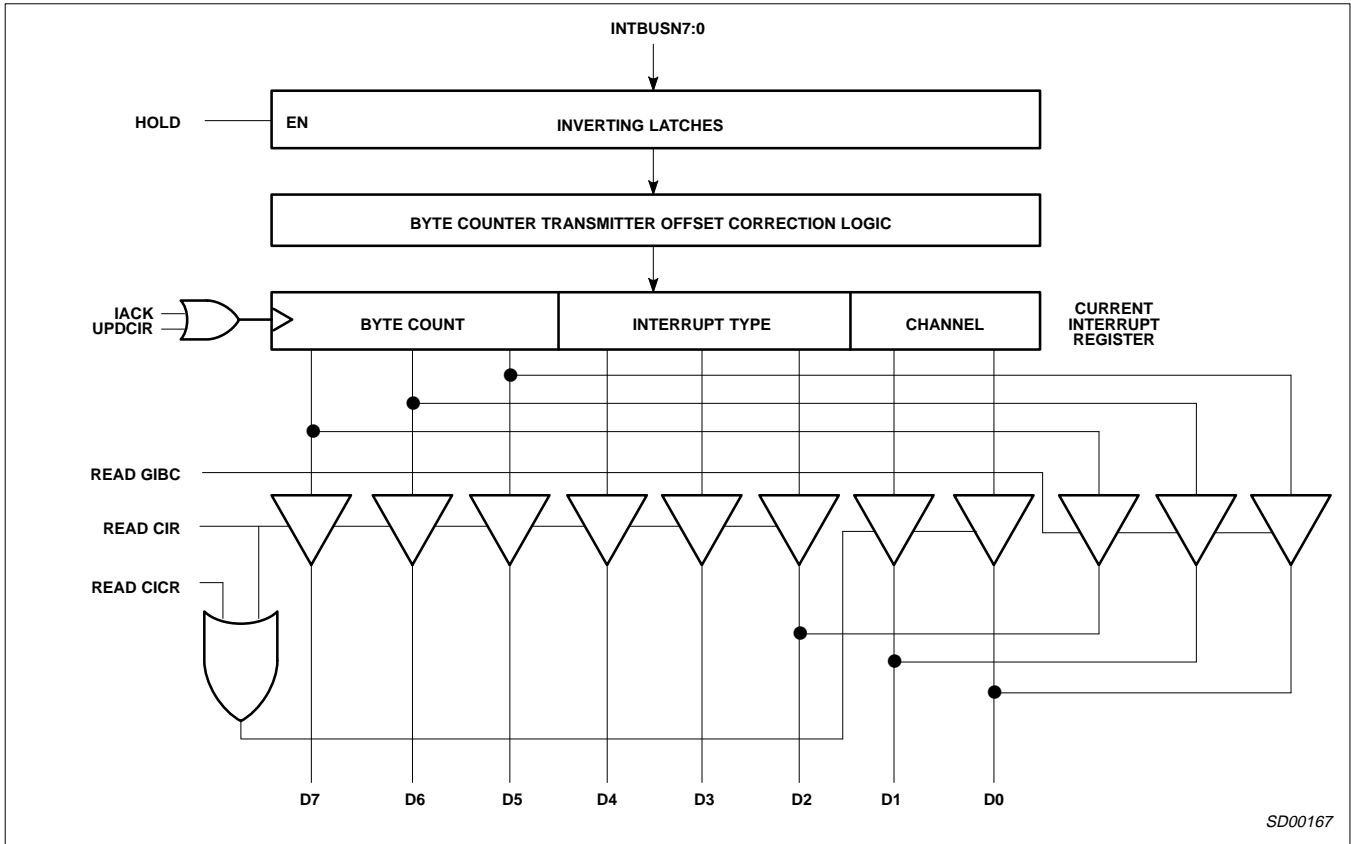 INTBUSN7:0
HOLD
EN
INVERTING LATCHES
BYTE COUNTER TRANSMITTER OFFSET CORRECTION LOGIC
IACK
UPDCIR
BYTE COUNT
INTERRUPT TYPE
CHANNEL
CURRENT
INTERRUPT
REGISTER
READ GIBC
READ CIR
READ CICR
D7 D6 D5 D4 D3 D2 D1 D0
SD00167